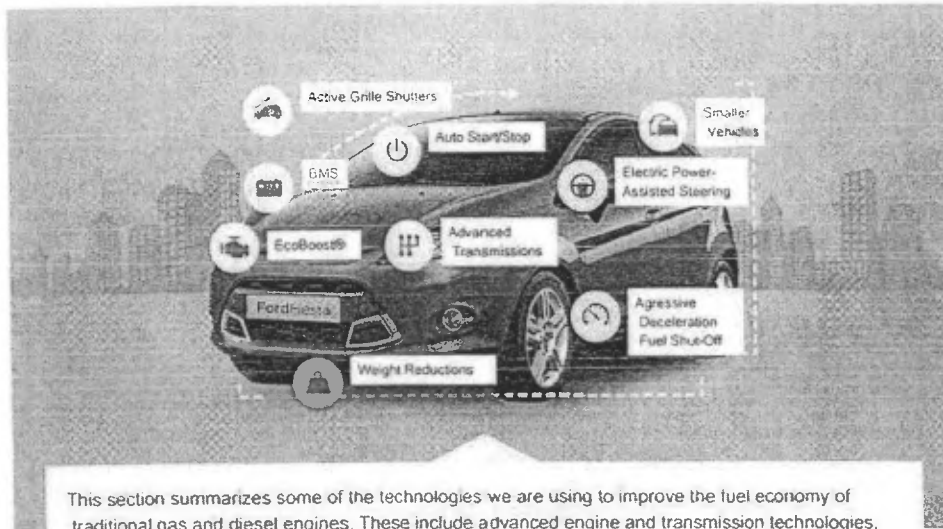 Active Grille Shutters
Smaller
Vehicles
Auto Start/Stop
BMS
Electric Power-
Assisted Steering
EcoBoost®
Advanced
Transmissions
FordFiesta
Agressive
Deceleration
Fuel Shut-Off
Weight Reductions
This section summarizes some of the technologies we are using to improve the fuel economy of
traditional gas and diesel engines. These include advanced engine and transmission technologies,